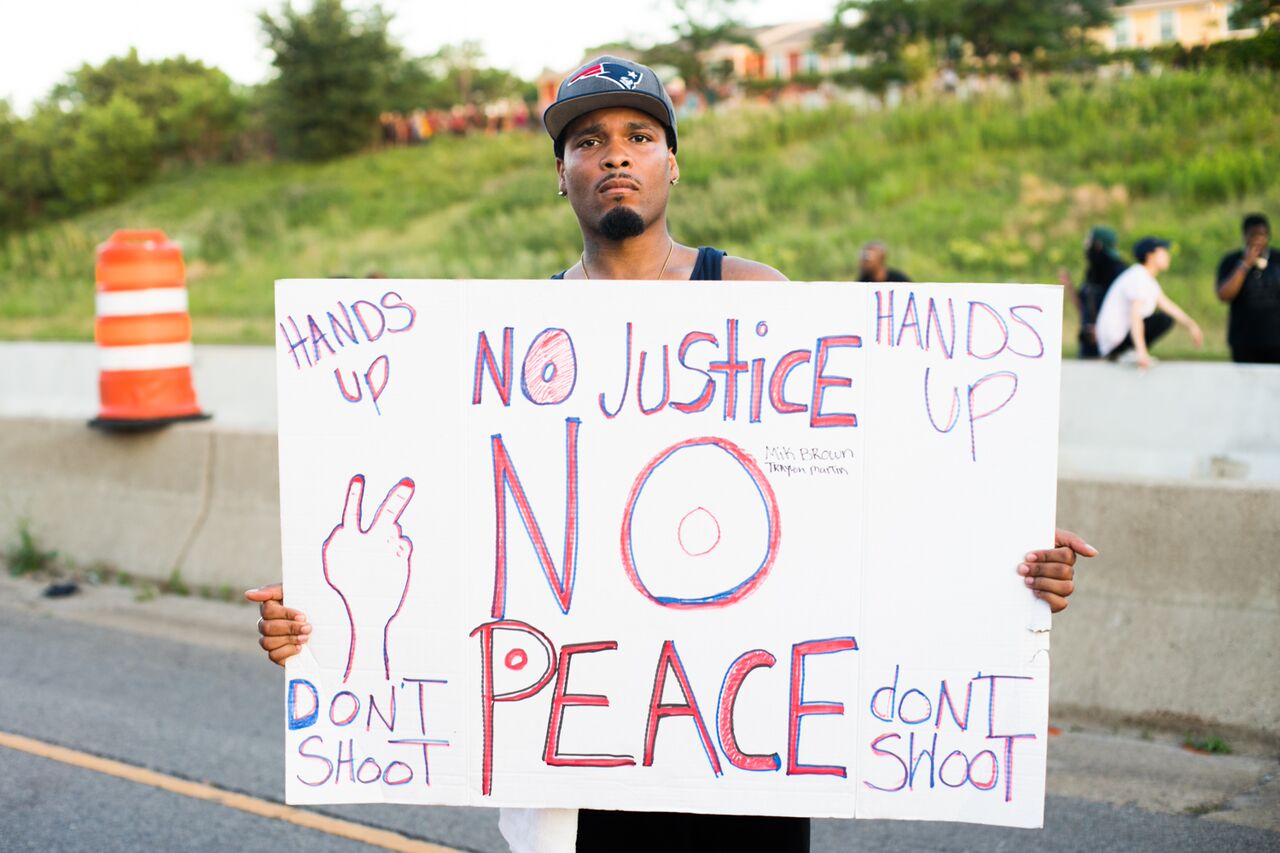 HANDS
UP
DON'T
SHOOT
NO JUSTICE
NO
Mik BROWN
TRAyvon martin
PEACE
HANDS
UP
dON'T
SHOOT